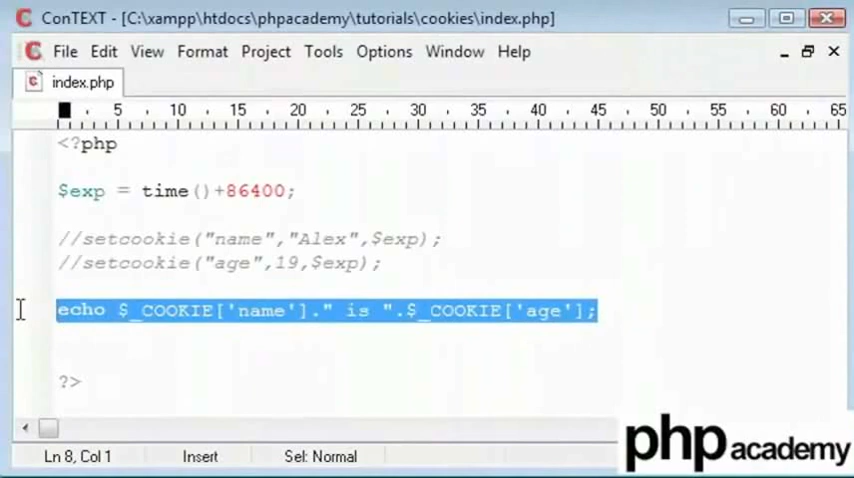 ConTEXT - [C:\xampp\htdocs\phpacademy\tutorials\cookies\index.php]
File Edit View Format Project Tools Options Window Help
index.php
5 10 15 20 25 30 35 40 45 50 55 60 65
<?php
$exp = time()+86400;
//setcookie("name","Alex",$exp);
//setcookie("age",19,$exp);
echo $_COOKIE['name']." is ".$_COOKIE['age'];
?>
Ln 8, Col 1 Insert Sel: Normal
php academy